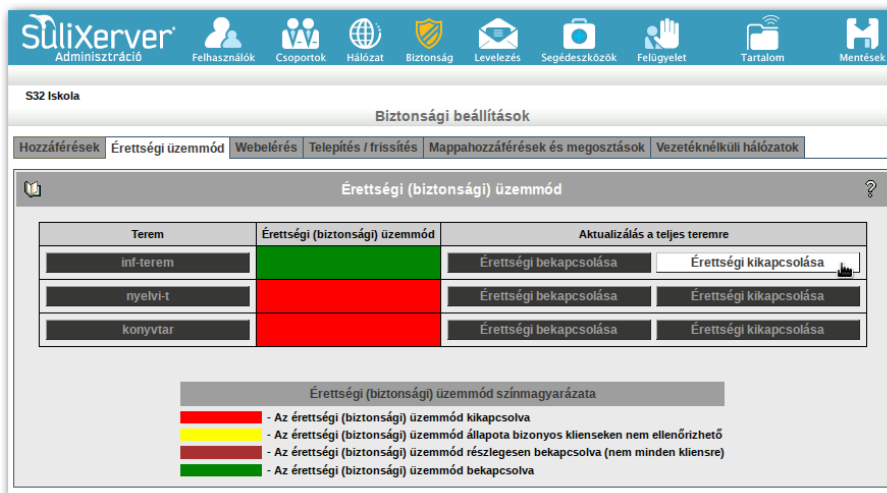 SuliXerver
Adminisztráció
Felhasználók Csoportok Hálózat Biztonság Levelezés Segédeszközök Felügyelet Tartalom Mentések
S32 Iskola
Biztonsági beállítások
Hozzáférések Érettségi üzemmód Webelérés Telepítés / frissítés Mappahozzáférések és megosztások Vezetéknélküli hálózatok
Érettségi (biztonsági) üzemmód ?
Terem Érettségi (biztonsági) üzemmód Aktualizálás a teljes teremre
inf-terem Érettségi bekapcsolása Érettségi kikapcsolása
nyelvi-t Érettségi bekapcsolása Érettségi kikapcsolása
konyvtar Érettségi bekapcsolása Érettségi kikapcsolása
Érettségi (biztonsági) üzemmód színmagyarázata
- Az érettségi (biztonsági) üzemmód kikapcsolva
- Az érettségi (biztonsági) üzemmód állapota bizonyos klienseken nem ellenőrizhető
- Az érettségi (biztonsági) üzemmód részlegesen bekapcsolva (nem minden kliensre)
- Az érettségi (biztonsági) üzemmód bekapcsolva